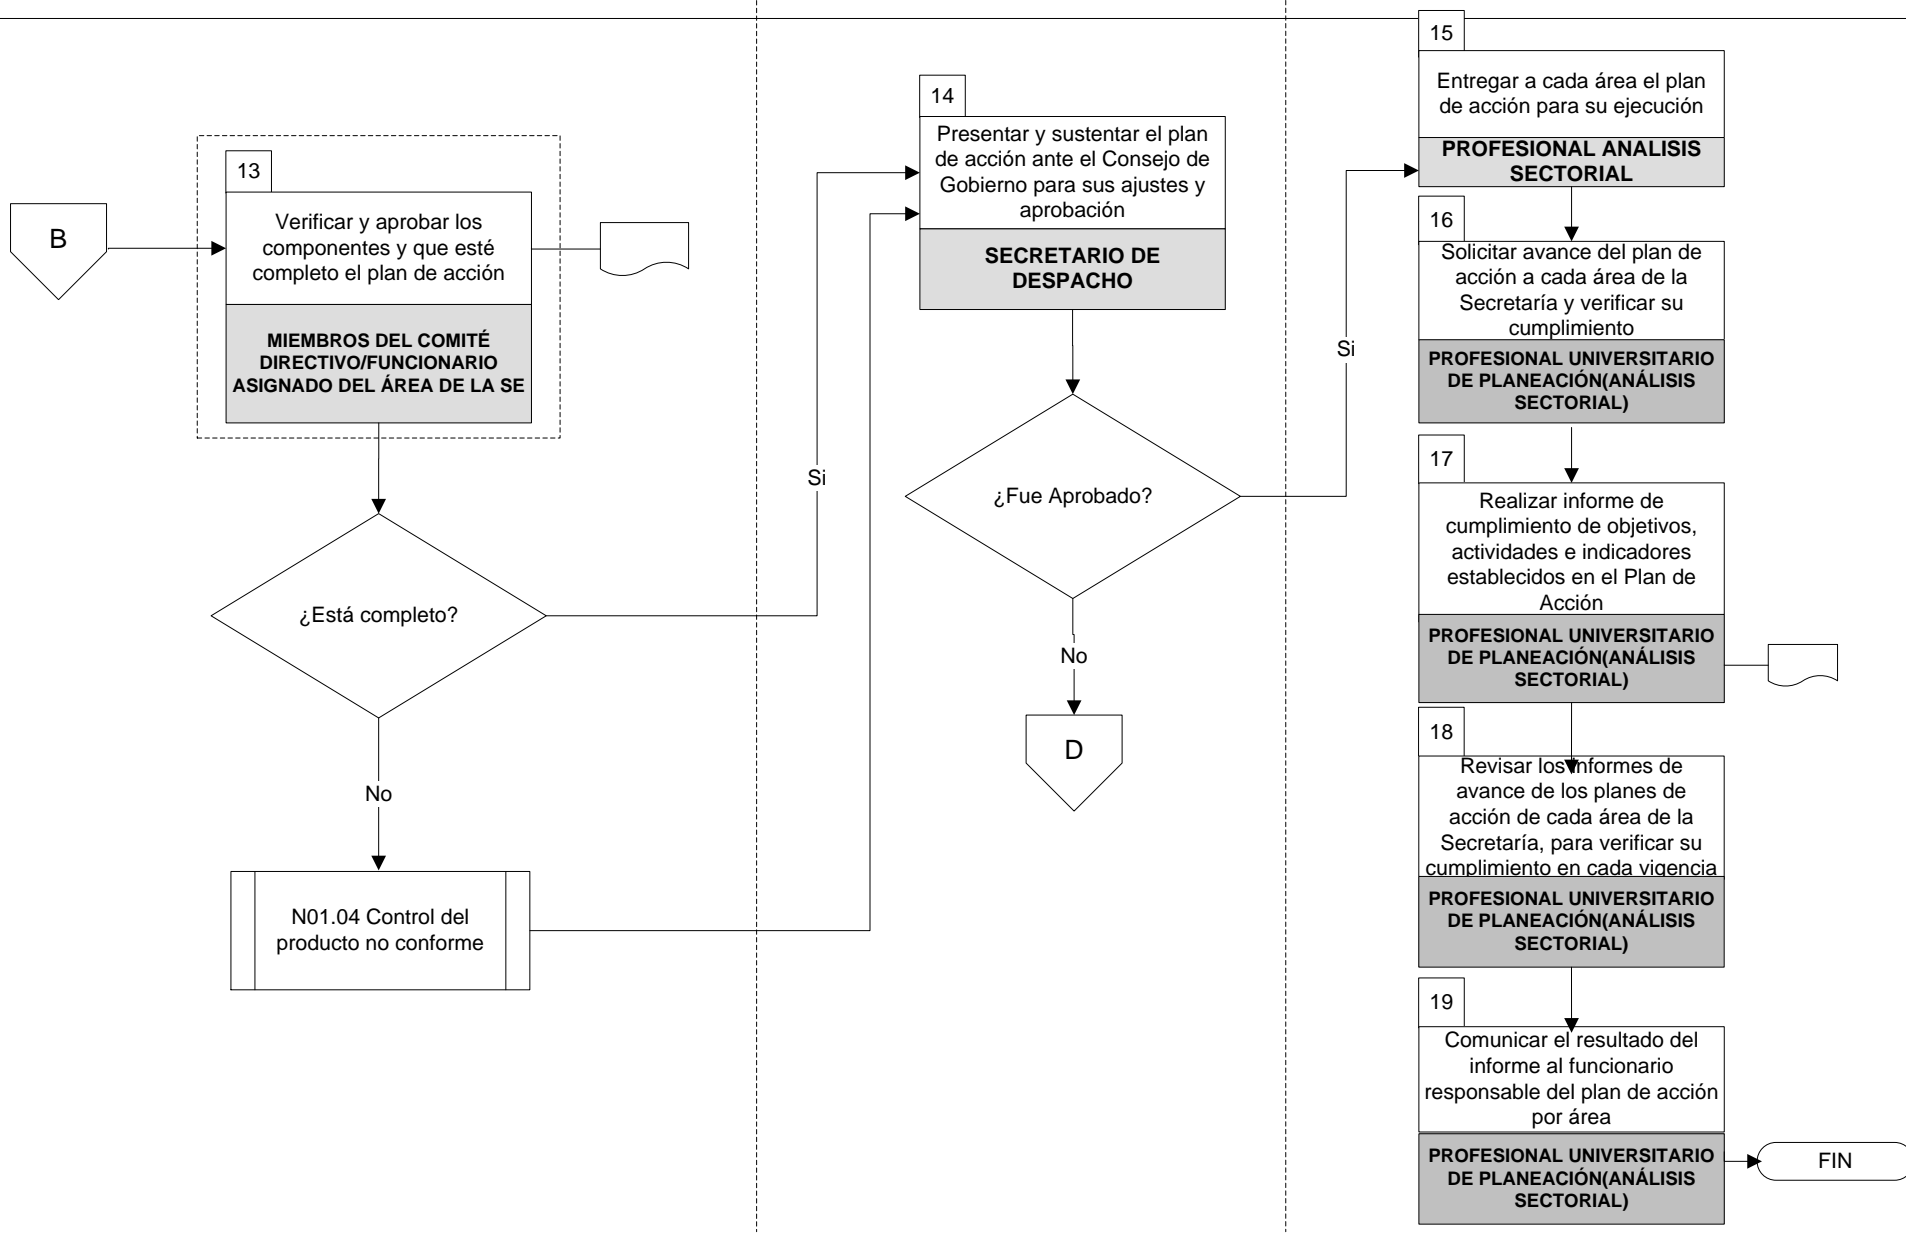 B
13
Verificar y aprobar los
componentes y que esté
completo el plan de acción
MIEMBROS DEL COMITÉ
DIRECTIVO/FUNCIONARIO
ASIGNADO DEL ÁREA DE LA SE
¿Está completo?
Si
No
N01.04 Control del
producto no conforme
14
Presentar y sustentar el plan
de acción ante el Consejo de
Gobierno para sus ajustes y
aprobación
SECRETARIO DE
DESPACHO
¿Fue Aprobado?
Si
No
D
15
Entregar a cada área el plan
de acción para su ejecución
PROFESIONAL ANALISIS
SECTORIAL
16
Solicitar avance del plan de
acción a cada área de la
Secretaría y verificar su
cumplimiento
PROFESIONAL UNIVERSITARIO
DE PLANEACIÓN(ANÁLISIS
SECTORIAL)
17
Realizar informe de
cumplimiento de objetivos,
actividades e indicadores
establecidos en el Plan de
Acción
PROFESIONAL UNIVERSITARIO
DE PLANEACIÓN(ANÁLISIS
SECTORIAL)
18
Revisar los informes de
avance de los planes de
acción de cada área de la
Secretaría, para verificar su
cumplimiento en cada vigencia
PROFESIONAL UNIVERSITARIO
DE PLANEACIÓN(ANÁLISIS
SECTORIAL)
19
Comunicar el resultado del
informe al funcionario
responsable del plan de acción
por área
PROFESIONAL UNIVERSITARIO
DE PLANEACIÓN(ANÁLISIS
SECTORIAL)
FIN